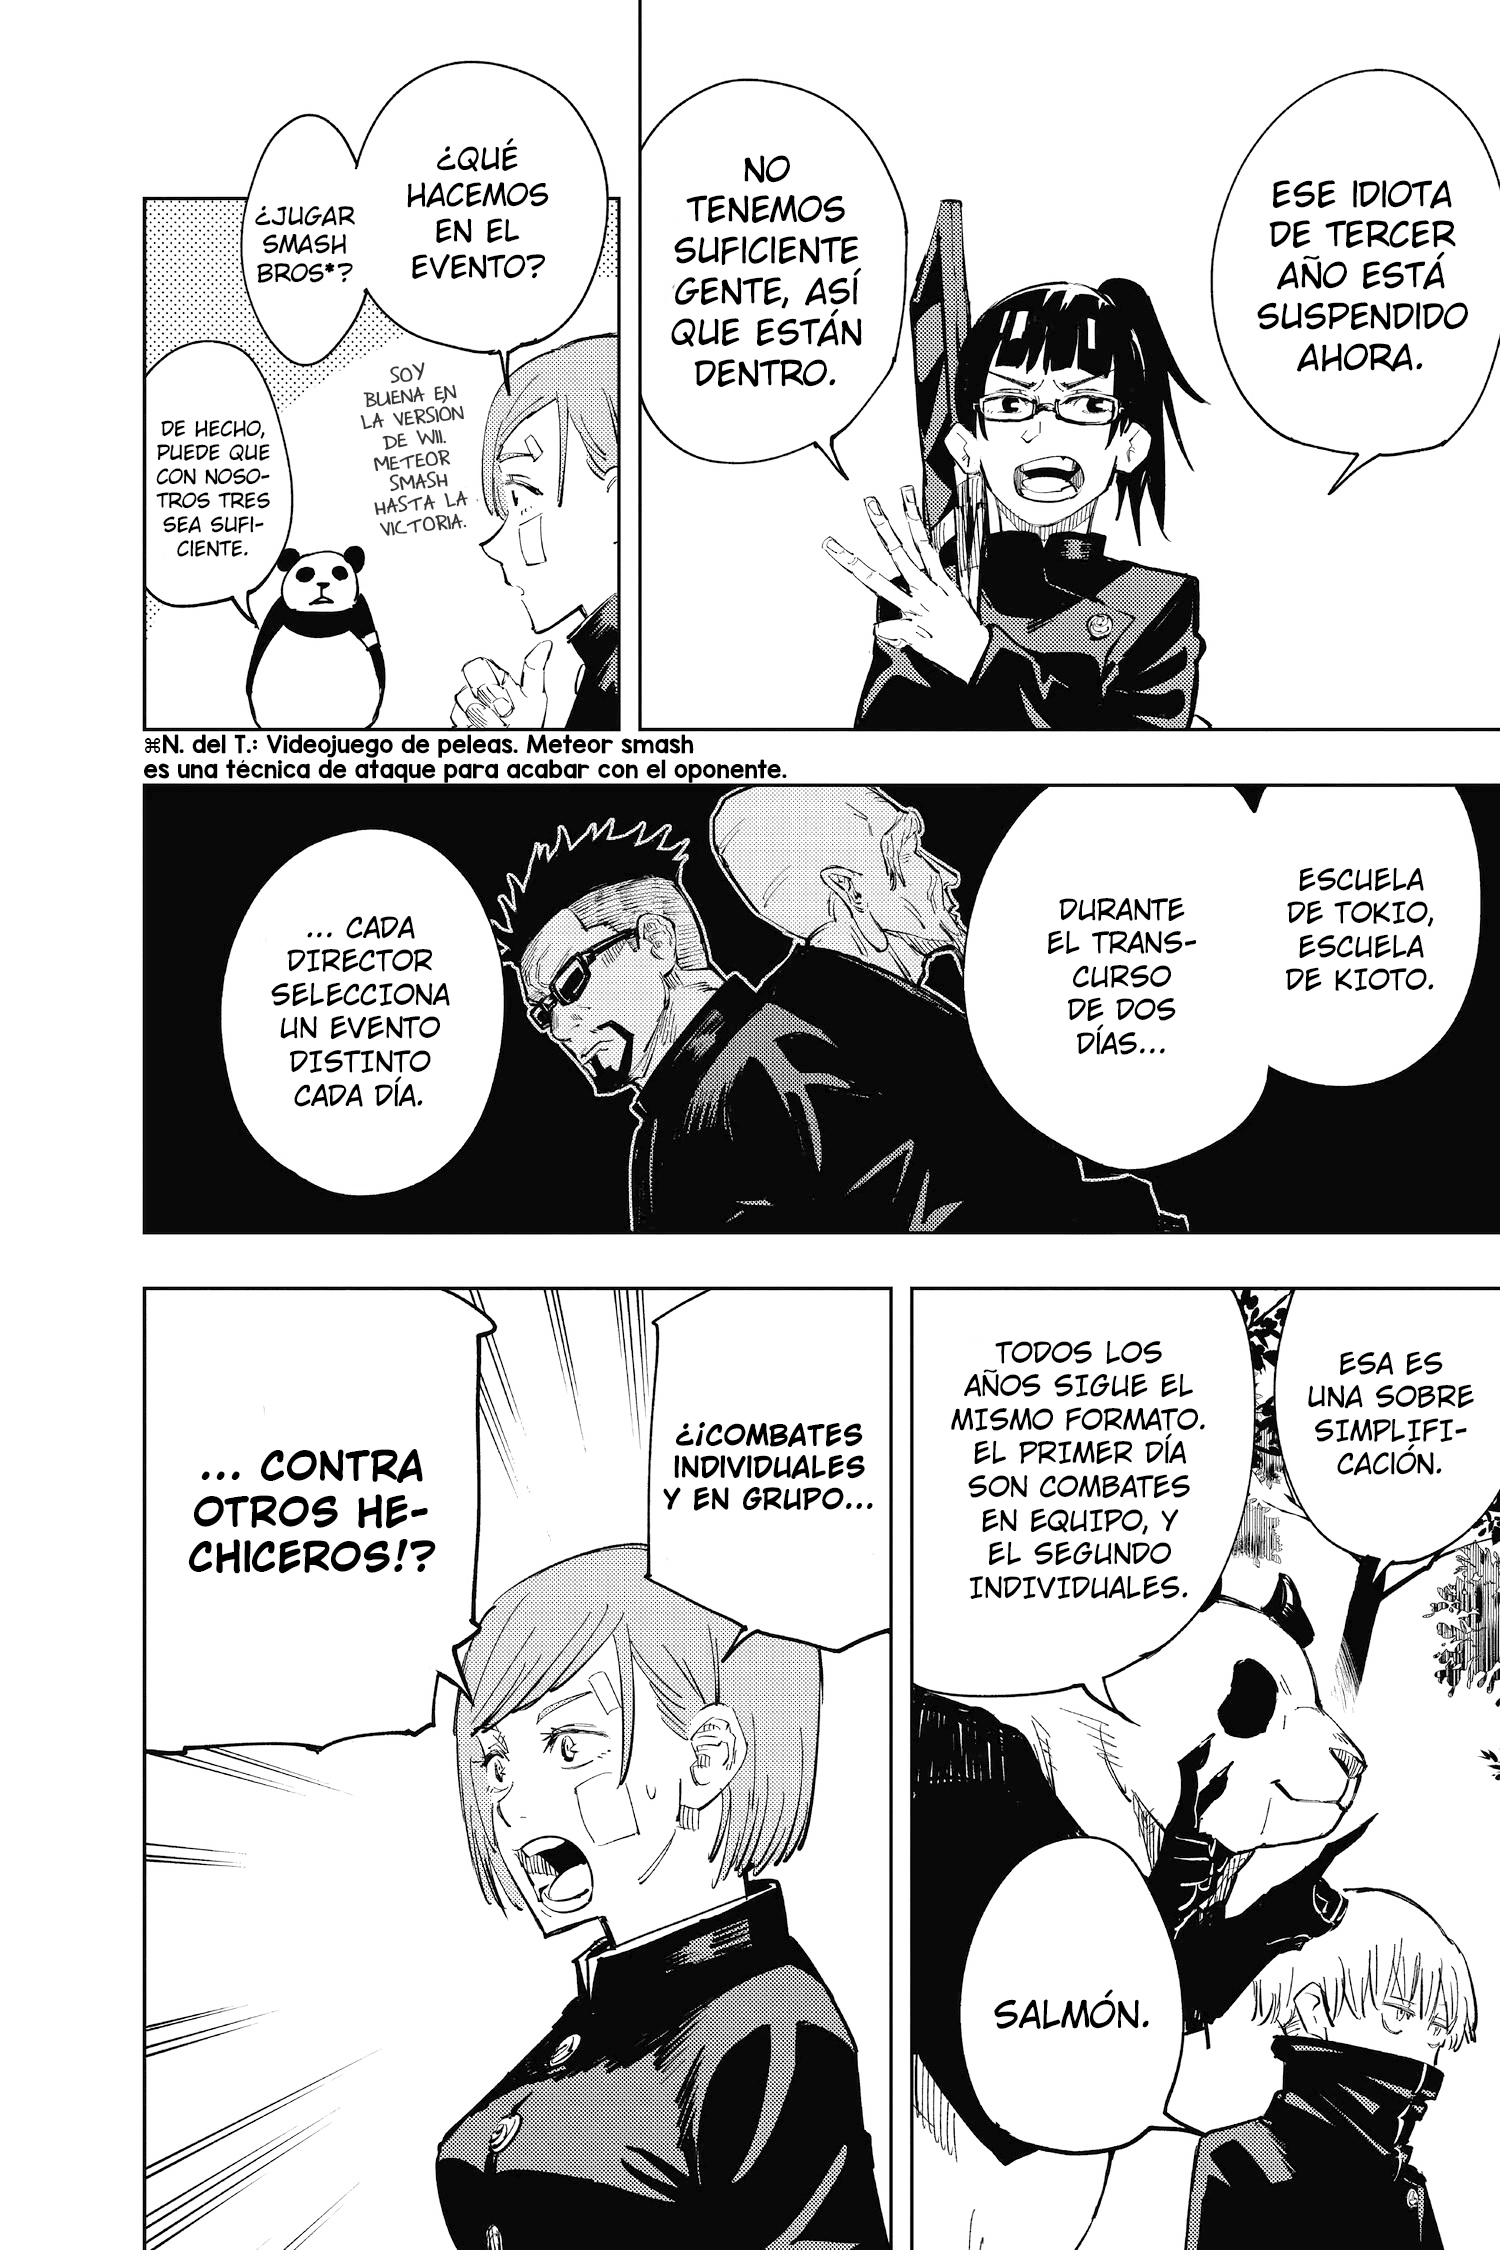 ESE IDIOTA
DE TERCER
AÑO ESTÁ
SUSPENDIDO
AHORA.
NO
TENEMOS
SUFICIENTE
GENTE, ASÍ
QUE ESTÁN
DENTRO.
¿QUÉ
HACEMOS
EN EL
EVENTO?
¿JUGAR
SMASH
BROS*?
SOY
BUENA EN
LA VERSION
DE WII.
METEOR
SMASH
HASTA LA
VICTORIA.
DE HECHO,
PUEDE QUE
CON NOSO-
TROS TRES
SEA SUFI-
CIENTE.
⌘N. del T.: Videojuego de peleas. Meteor smash
es una técnica de ataque para acabar con el oponente.
ESCUELA
DE TOKIO,
ESCUELA
DE KIOTO.
DURANTE
EL TRANS-
CURSO
DE DOS
DÍAS...
... CADA
DIRECTOR
SELECCIONA
UN EVENTO
DISTINTO
CADA DÍA.
ESA ES
UNA SOBRE
SIMPLIFI-
CACIÓN.
TODOS LOS
AÑOS SIGUE EL
MISMO FORMATO.
EL PRIMER DÍA
SON COMBATES
EN EQUIPO, Y
EL SEGUNDO
INDIVIDUALES.
SALMÓN.
¿¡COMBATES
INDIVIDUALES
Y EN GRUPO...
... CONTRA
OTROS HE-
CHICEROS!?